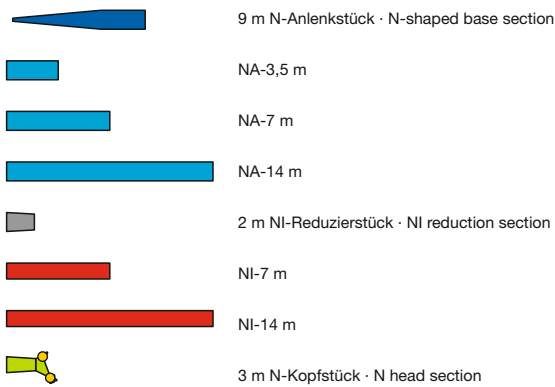 9 m N-Anlenkstück · N-shaped base section
NA-3,5 m
NA-7 m
NA-14 m
2 m NI-Reduzierstück · NI reduction section
NI-7 m
NI-14 m
3 m N-Kopfstück · N head section